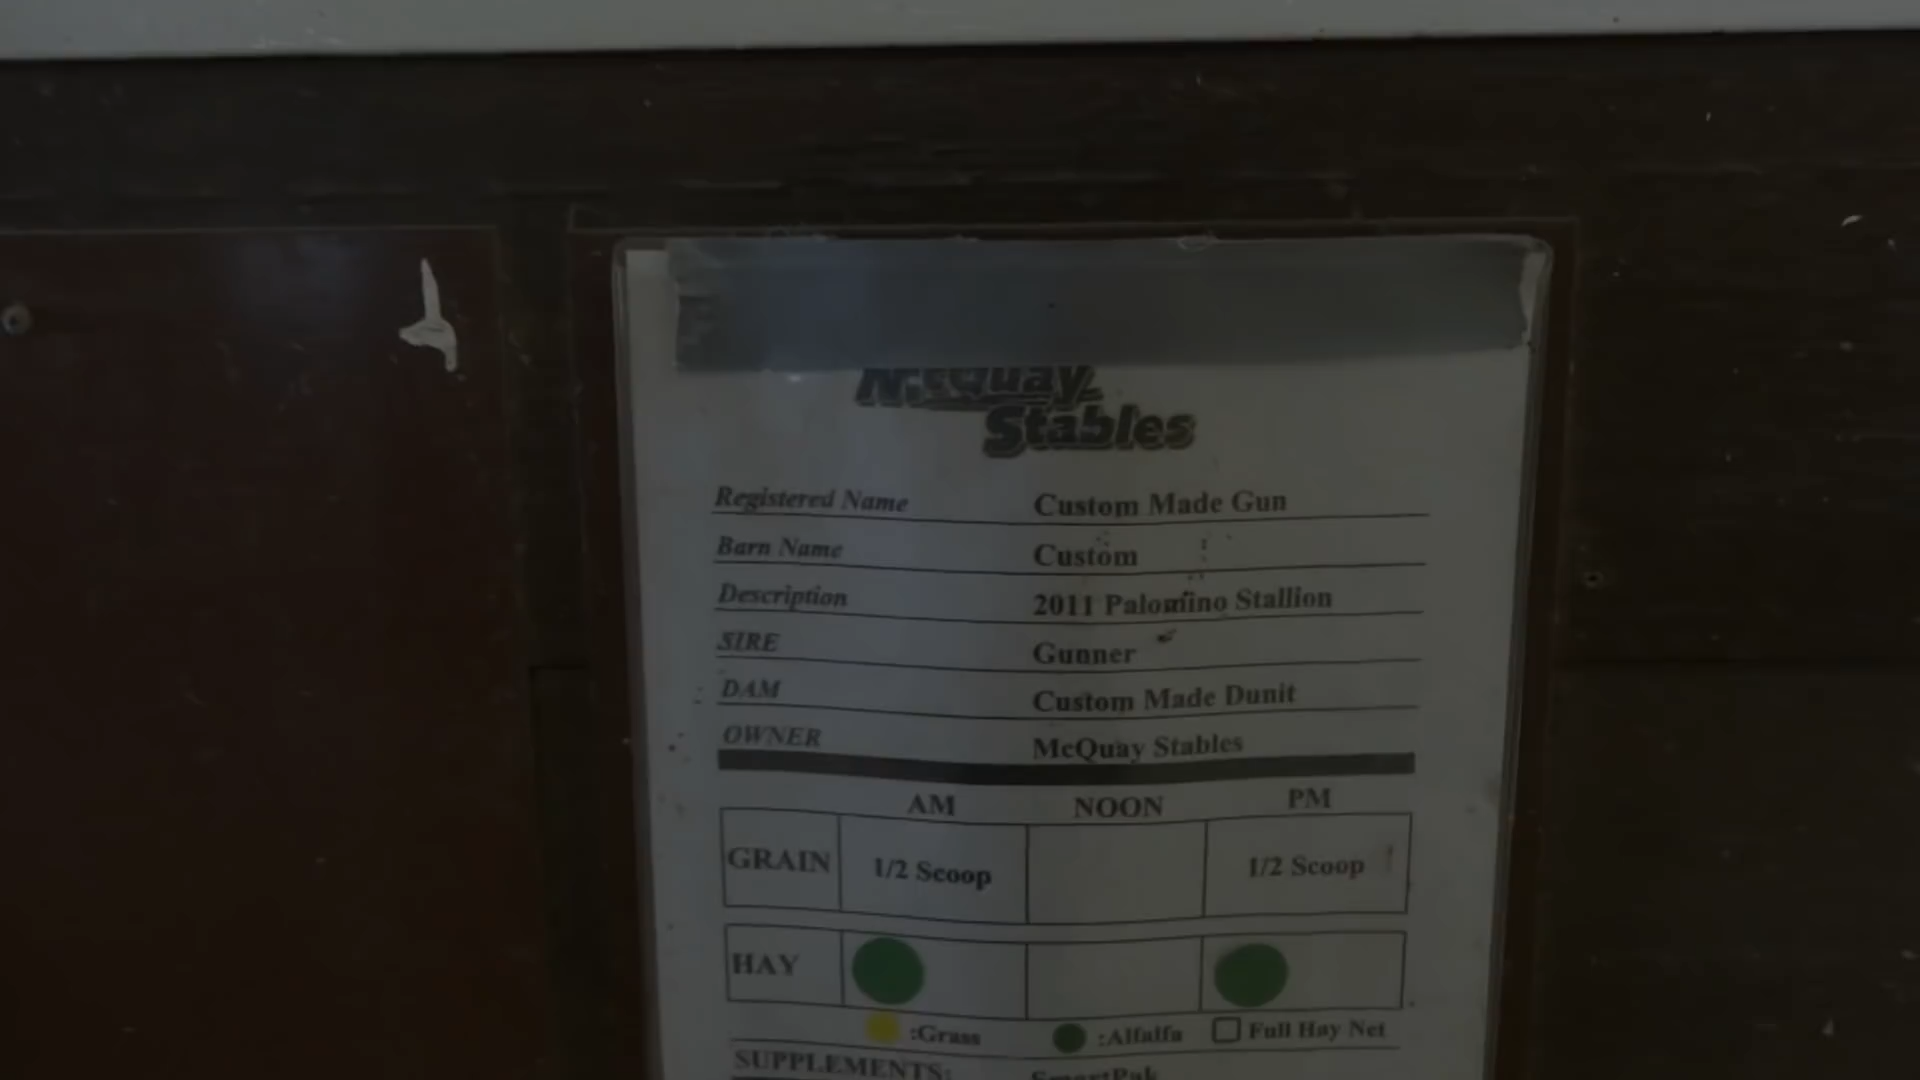 McQuay
Stables
Registered Name Custom Made Gun
Barn Name Custom
Description 2011 Palomino Stallion
SIRE Gunner
DAM Custom Made Dunit
OWNER McQuay Stables
AM NOON PM
GRAIN 1/2 Scoop 1/2 Scoop
HAY
:Grass :Alfalfa Full Hay Net
SUPPLEMENTS: SmartPak